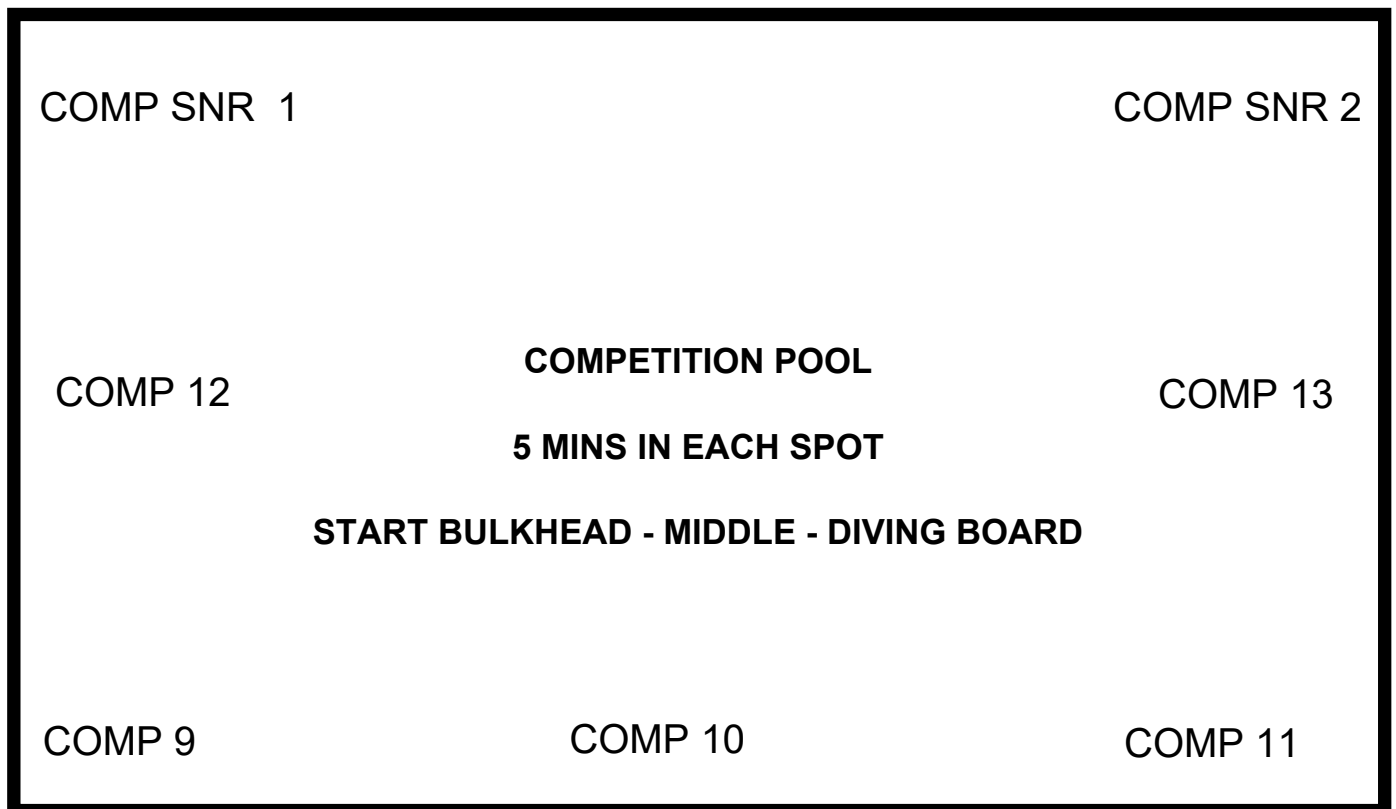 COMP SNR  1
COMP SNR 2
COMPETITION POOL
COMP 12
COMP 13
5 MINS IN EACH SPOT
START BULKHEAD - MIDDLE - DIVING BOARD
COMP 9
COMP 10
COMP 11